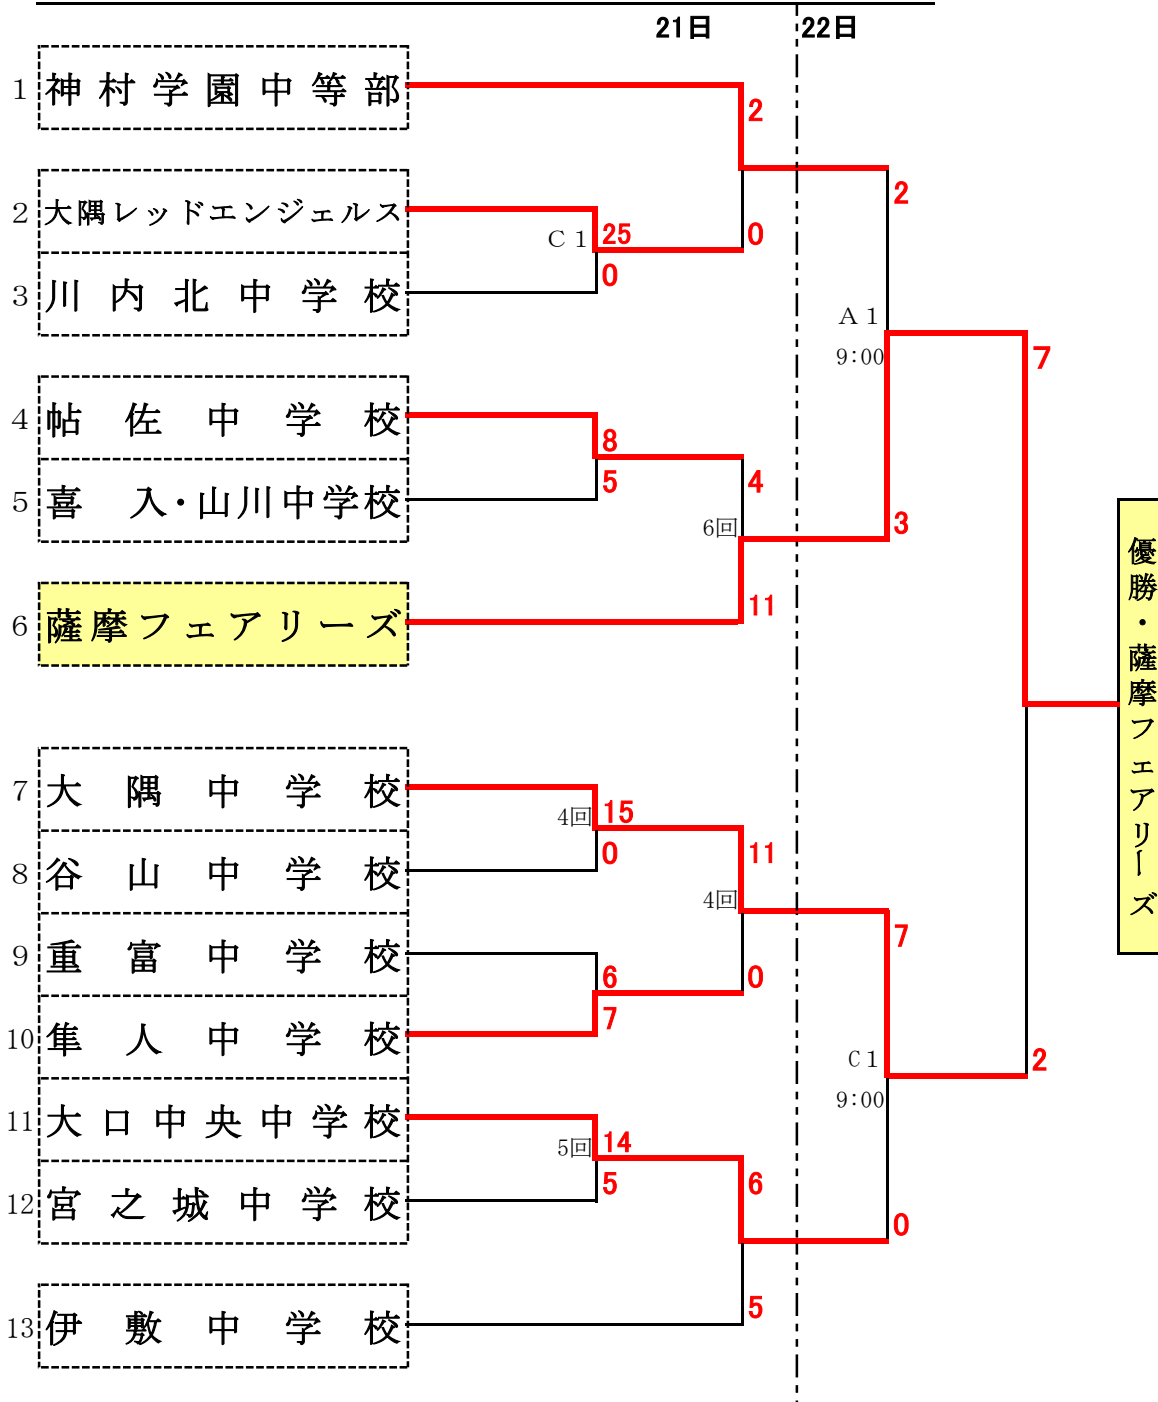 21日 22日
1 神村学園中等部
2
2 大隅レッドエンジェルス
2
C1 25
0
3 川内北中学校
0
A1
9:00
7
4 帖佐中学校
8
5 喜入・山川中学校
5
4
6回
3
6 薩摩フェアリーズ
11
優勝・薩摩フェアリーズ
7 大隅中学校
4回 15
8 谷山中学校
0
11
4回
9 重富中学校
6
0
7
10 隼人中学校
7
C1
9:00
2
11 大口中央中学校
5回 14
12 宮之城中学校
5
6
0
13 伊敷中学校
5